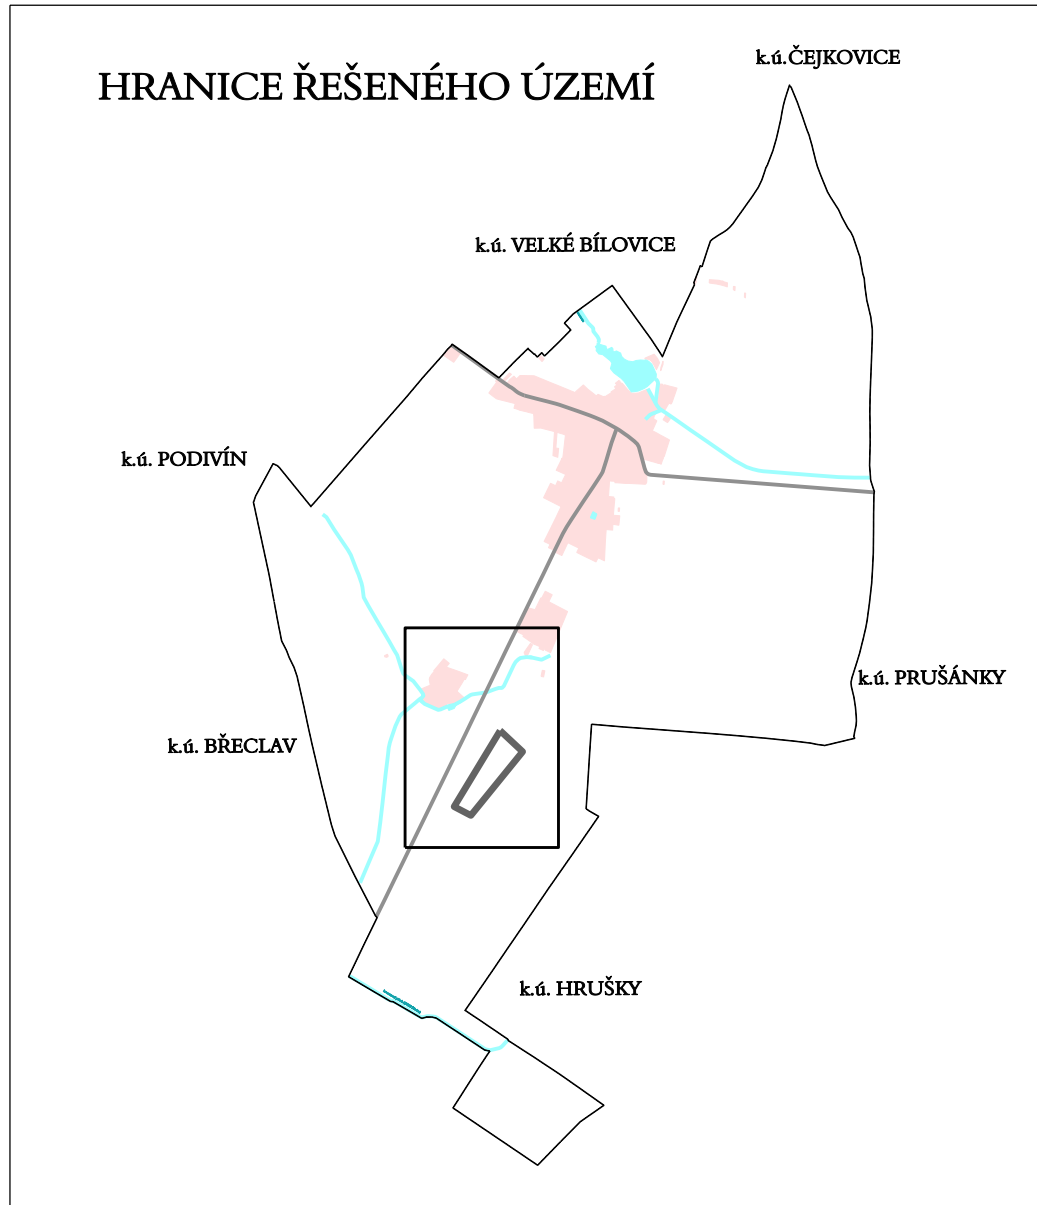 k.ú.ČEJKOVICE
HRANICE ŘEŠENÉHO ÚZEMÍ
k.ú. VELKÉ BÍLOVICE
k.ú. PODIVÍN
k.ú. PRUŠÁNKY
k.ú. BŘECLAV
k.ú. HRUŠKY